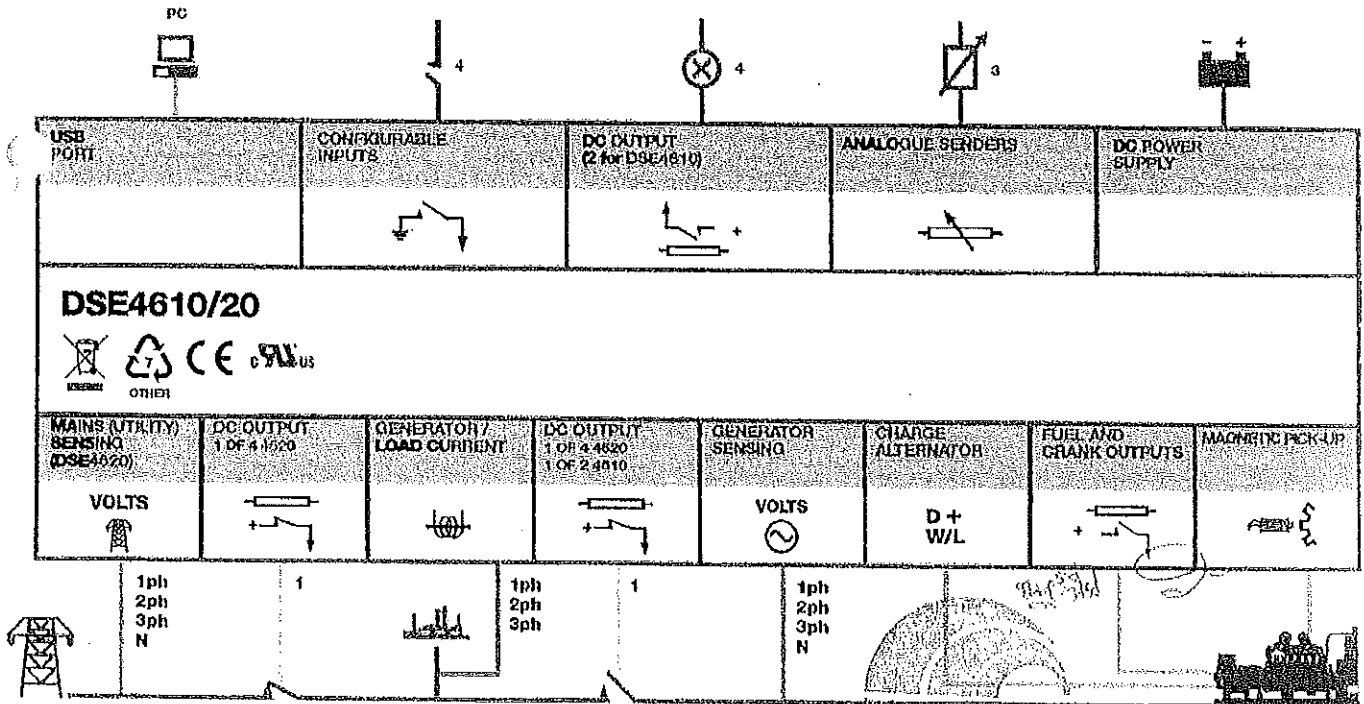 PC
4
4
3
- +
USB
PORT
CONFIGURABLE
INPUTS
DC OUTPUT
(2 for DSE4610)
ANALOGUE SENDERS
DC POWER
SUPPLY
+
DSE4610/20
7
OTHER
CE
c US
MAINS (UTILITY)
SENSING
(DSE4620)
DC OUTPUT
1 OF 4 4620
GENERATOR /
LOAD CURRENT
DC OUTPUT
1 OF 4 4620
1 OF 2 4610
GENERATOR
SENSING
CHARGE
ALTERNATOR
FUEL AND
CRANK OUTPUTS
MAGNETIC PICK-UP
VOLTS
+
+
VOLTS
D +
W/L
+
1ph
2ph
3ph
N
1
1ph
2ph
3ph
1
1ph
2ph
3ph
N